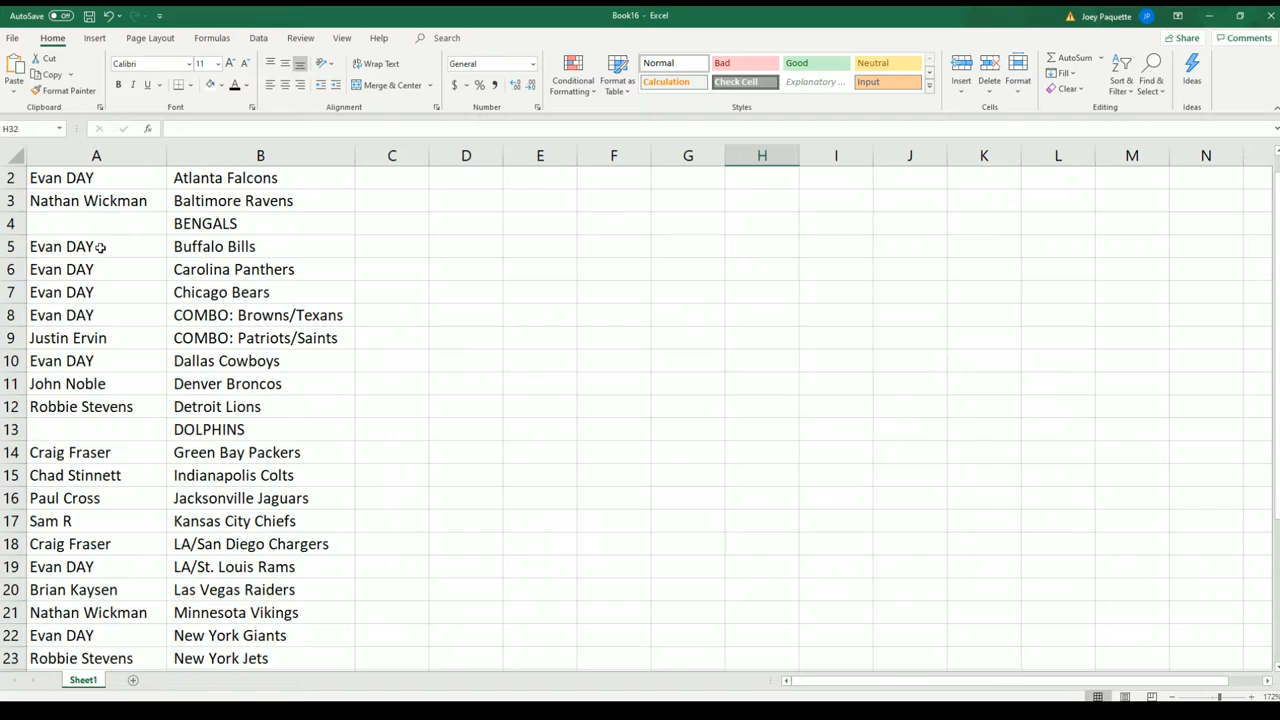 AutoSave Off Book16 - Excel Joey Paquette JP
File Home Insert Page Layout Formulas Data Review View Help Search Share Comments
Paste Cut Copy Format Painter Calibri 11 Wrap Text Merge & Center General Conditional Formatting Format as Table Normal Bad Good Neutral Calculation Check Cell Explanatory ... Input Insert Delete Format AutoSum Fill Clear Sort & Filter Find & Select Ideas
Clipboard Font Alignment Number Styles Cells Editing Ideas
H32 fx
A B C D E F G H I J K L M N
2 Evan DAY Atlanta Falcons
3 Nathan Wickman Baltimore Ravens
4 BENGALS
5 Evan DAY Buffalo Bills
6 Evan DAY Carolina Panthers
7 Evan DAY Chicago Bears
8 Evan DAY COMBO: Browns/Texans
9 Justin Ervin COMBO: Patriots/Saints
10 Evan DAY Dallas Cowboys
11 John Noble Denver Broncos
12 Robbie Stevens Detroit Lions
13 DOLPHINS
14 Craig Fraser Green Bay Packers
15 Chad Stinnett Indianapolis Colts
16 Paul Cross Jacksonville Jaguars
17 Sam R Kansas City Chiefs
18 Craig Fraser LA/San Diego Chargers
19 Evan DAY LA/St. Louis Rams
20 Brian Kaysen Las Vegas Raiders
21 Nathan Wickman Minnesota Vikings
22 Evan DAY New York Giants
23 Robbie Stevens New York Jets
Sheet1
172%